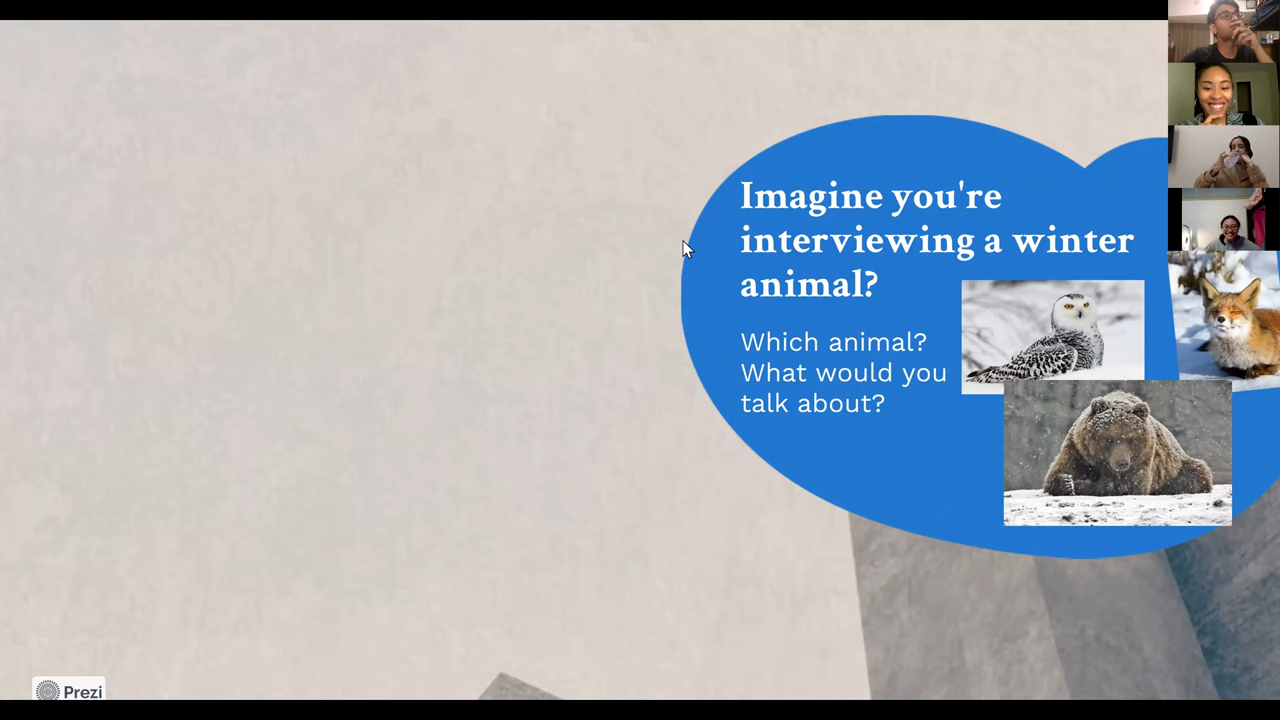 Imagine you're
interviewing a winter
animal?
Which animal?
What would you
talk about?
Prezi